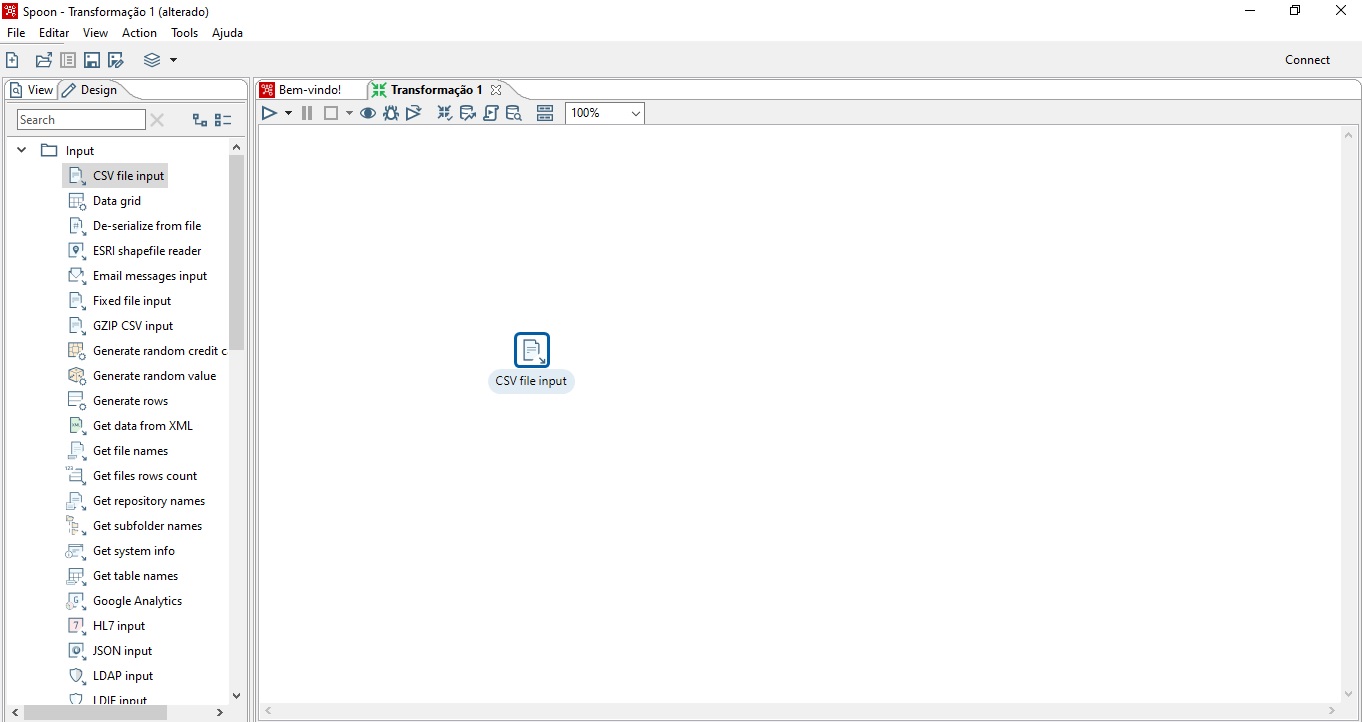 Spoon - Transformação 1 (alterado)
File Editar View Action Tools Ajuda
Connect
View Design
Bem-vindo! Transformação 1
Search
100%
Input
CSV file input
Data grid
De-serialize from file
ESRI shapefile reader
Email messages input
Fixed file input
GZIP CSV input
Generate random credit c
Generate random value
Generate rows
Get data from XML
Get file names
Get files rows count
Get repository names
Get subfolder names
Get system info
Get table names
Google Analytics
HL7 input
JSON input
LDAP input
LDIF input
CSV file input